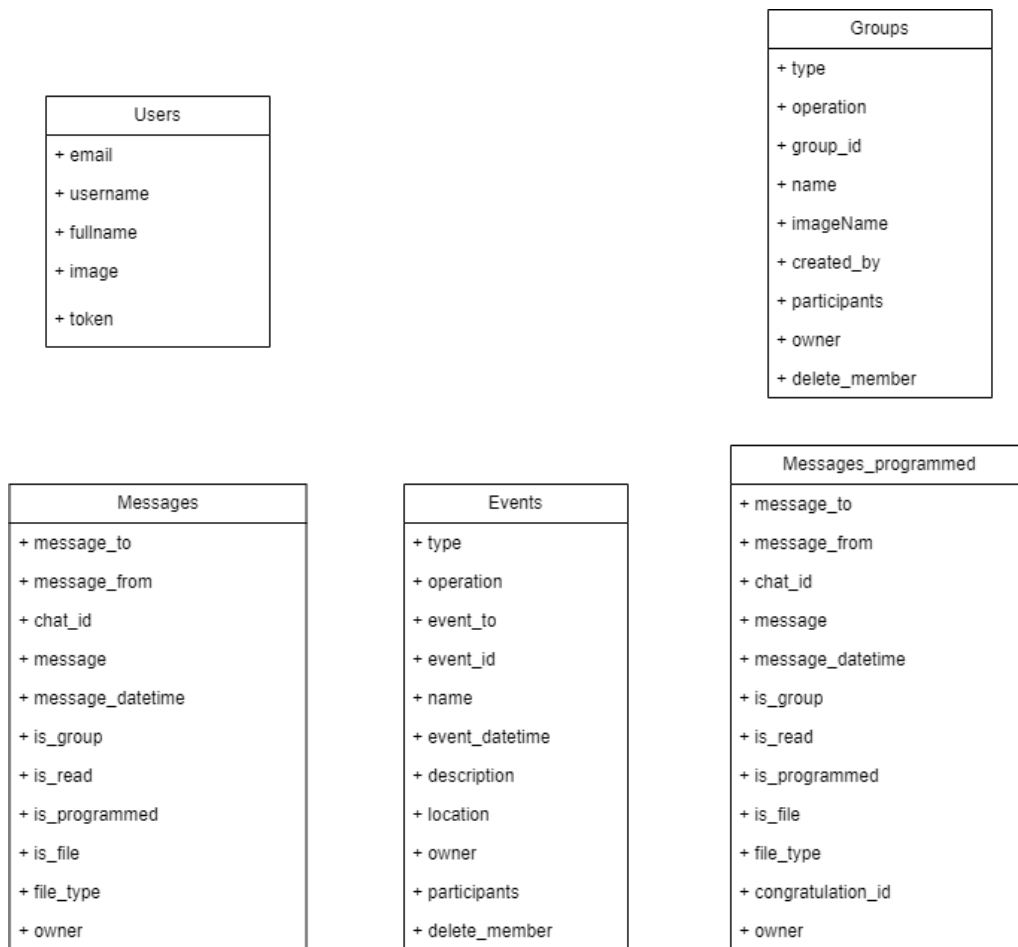 Groups
+ type
+ operation
+ group_id
+ name
+ imageName
+ created_by
+ participants
+ owner
+ delete_member
Users
+ email
+ username
+ fullname
+ image
+ token
Messages
+ message_to
+ message_from
+ chat_id
+ message
+ message_datetime
+ is_group
+ is_read
+ is_programmed
+ is_file
+ file_type
+ owner
Events
+ type
+ operation
+ event_to
+ event_id
+ name
+ event_datetime
+ description
+ location
+ owner
+ participants
+ delete_member
Messages_programmed
+ message_to
+ message_from
+ chat_id
+ message
+ message_datetime
+ is_group
+ is_read
+ is_programmed
+ is_file
+ file_type
+ congratulation_id
+ owner